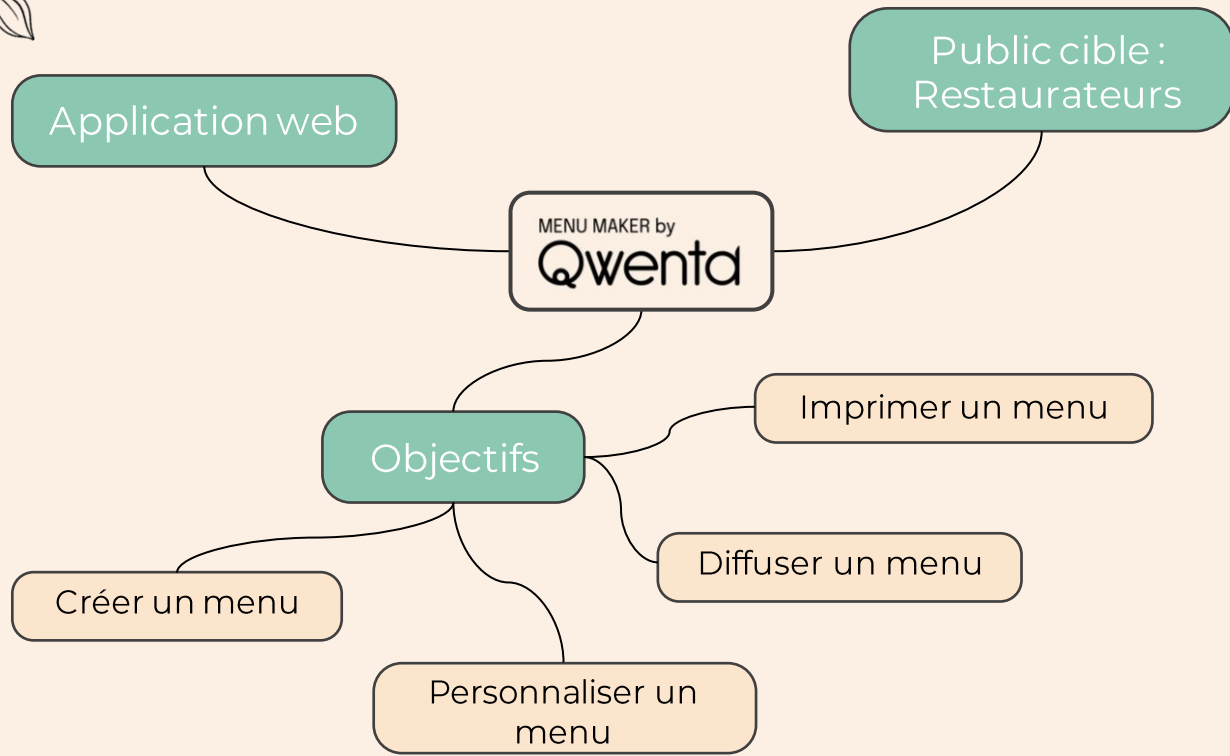 Public cible :
Restaurateurs
Application web
MENU MAKER by
Qwenta
Imprimer un menu
Objectifs
Diffuser un menu
Créer un menu
Personnaliser un
menu